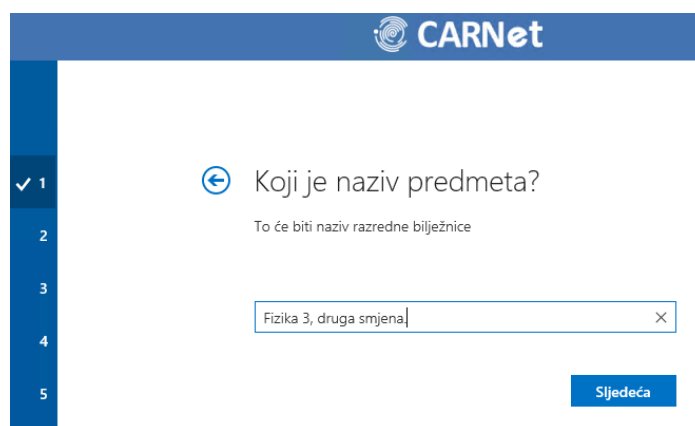 CARNet
1
Koji je naziv predmeta?
To će biti naziv razredne bilježnice
2
3
Fizika 3, druga smjena.
4
5
Sljedeća